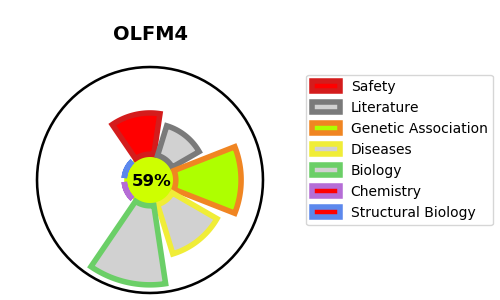 OLFM4
59%
Safety
Literature
Genetic Association
Diseases
Biology
Chemistry
Structural Biology